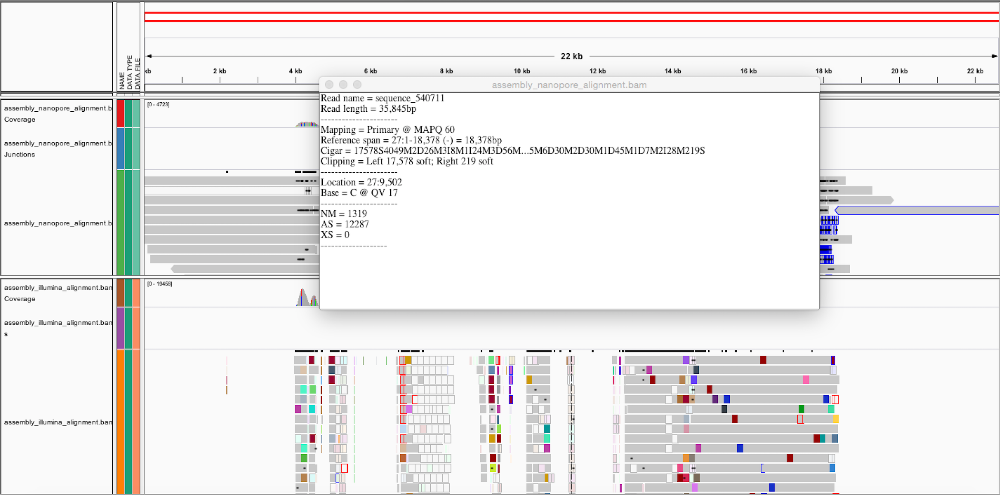 22 kb
kb 2 kb 4 kb 6 kb 8 kb 10 kb 12 kb 14 kb 16 kb 18 kb 20 kb 22 kb
NAME
DATA TYPE
DATA FILE
assembly_nanopore_alignment.bam
Read name = sequence_540711
Read length = 35,845bp
----------------------
Mapping = Primary @ MAPQ 60
Reference span = 27:1-18,378 (-) = 18,378bp
Cigar = 17578S4049M2D26M3I8M1I24M3D56M...5M6D30M2D30M1D45M1D7M2I28M219S
Clipping = Left 17,578 soft; Right 219 soft
----------------------
Location = 27:9,502
Base = C @ QV 17
----------------------
NM = 1319
AS = 12287
XS = 0
-------------------
assembly_nanopore_alignment.b
Coverage
[0 - 4723]
assembly_nanopore_alignment.b
Junctions
assembly_nanopore_alignment.b
assembly_illumina_alignment.bam
Coverage
[0 - 19458]
assembly_illumina_alignment.bam
s
assembly_illumina_alignment.bam